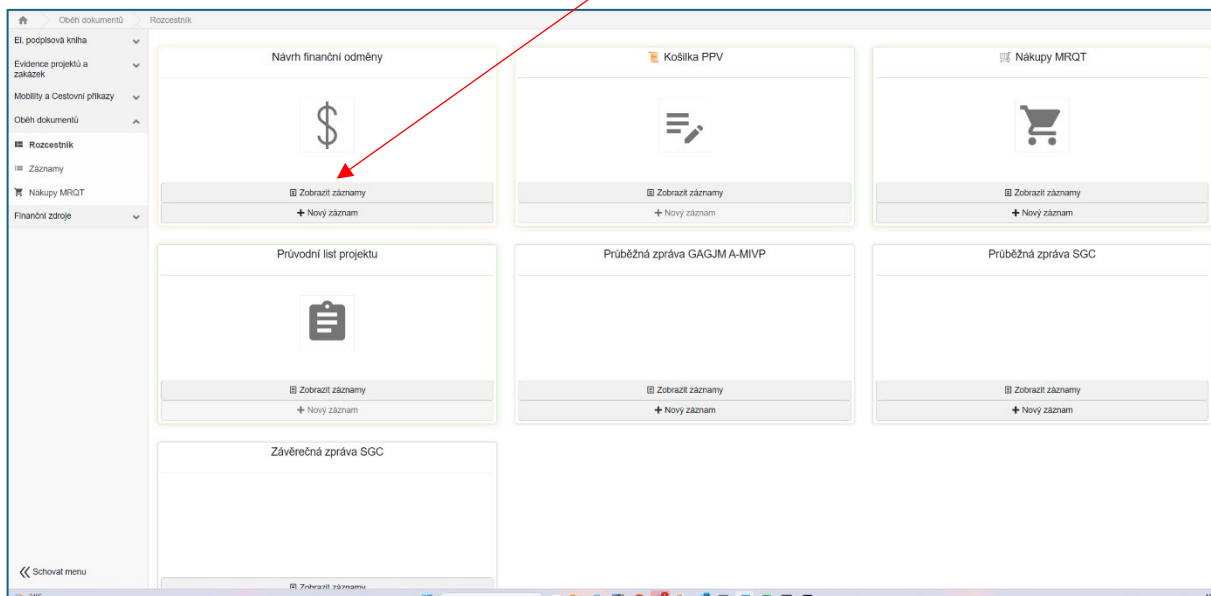 Oběh dokumentů
Rozcestník
El. podpisová kniha
Evidence projektů a
zakázek
Mobility a Cestovní příkazy
Oběh dokumentů
Rozcestník
Záznamy
Nákupy MRQT
Finanční zdroje
Schovat menu
Návrh finanční odměny
Zobrazit záznamy
+ Nový záznam
Košilka PPV
Zobrazit záznamy
+ Nový záznam
Nákupy MRQT
Zobrazit záznamy
+ Nový záznam
Průvodní list projektu
Zobrazit záznamy
+ Nový záznam
Průběžná zpráva GAGJM A-MIVP
Zobrazit záznamy
+ Nový záznam
Průběžná zpráva SGC
Zobrazit záznamy
+ Nový záznam
Závěrečná zpráva SGC
Zobrazit záznamy